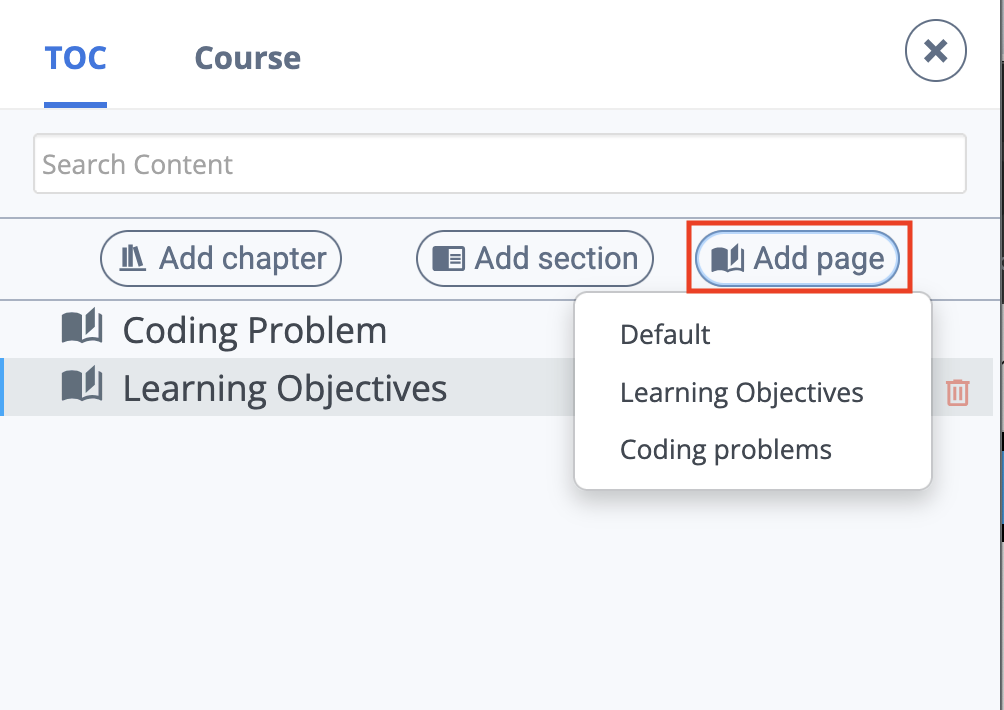 TOC Course
Search Content
Add chapter Add section Add page
Coding Problem
Learning Objectives
Default
Learning Objectives
Coding problems